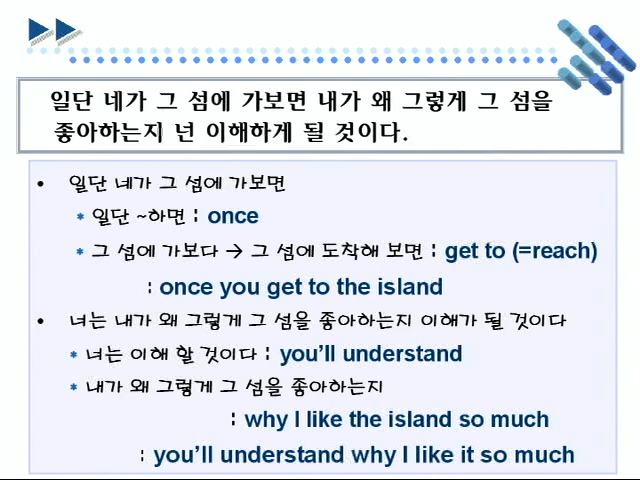 일단 네가 그 섬에 가보면 내가 왜 그렇게 그 섬을
좋아하는지 넌 이해하게 될 것이다.
• 일단 네가 그 섬에 가보면
* 일단 ~하면 : once
* 그 섬에 가보다 → 그 섬에 도착해 보면 : get to (=reach)
: once you get to the island
• 너는 내가 왜 그렇게 그 섬을 좋아하는지 이해가 될 것이다
* 너는 이해 할 것이다 : you'll understand
* 내가 왜 그렇게 그 섬을 좋아하는지
: why I like the island so much
: you'll understand why I like it so much